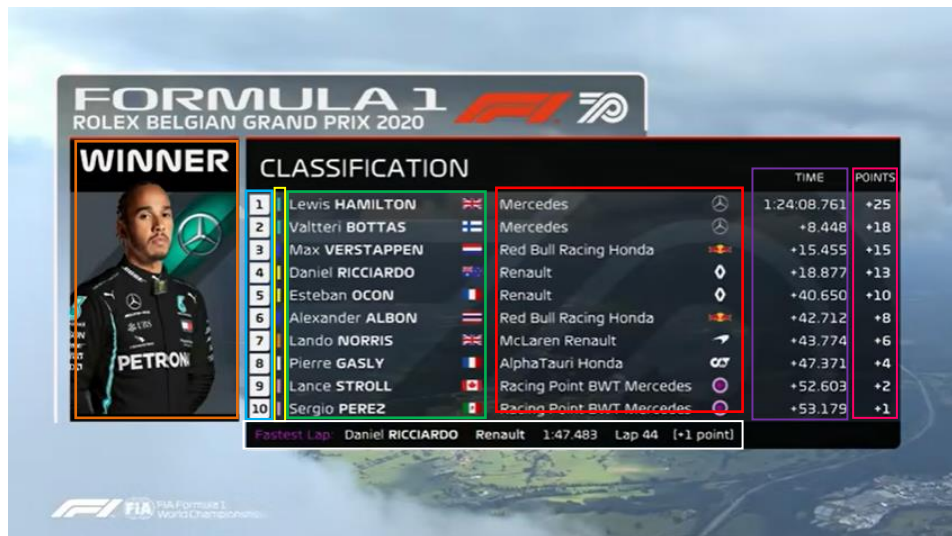 FORMULA 1
ROLEX BELGIAN GRAND PRIX 2020
F1 70
WINNER
CLASSIFICATION
TIME POINTS
1 Lewis HAMILTON Mercedes 1:24:08.761 +25
2 Valtteri BOTTAS Mercedes +8.448 +18
3 Max VERSTAPPEN Red Bull Racing Honda +15.455 +15
4 Daniel RICCIARDO Renault +18.877 +13
5 Esteban OCON Renault +40.650 +10
6 Alexander ALBON Red Bull Racing Honda +42.712 +8
7 Lando NORRIS McLaren Renault +43.774 +6
8 Pierre GASLY AlphaTauri Honda +47.371 +4
9 Lance STROLL Racing Point BWT Mercedes +52.603 +2
10 Sergio PEREZ Racing Point BWT Mercedes +53.179 +1
UBS
PETRON
Fastest Lap: Daniel RICCIARDO Renault 1:47.483 Lap 44 [+1 point]
F1 FIA FIA Formula 1
World Championship